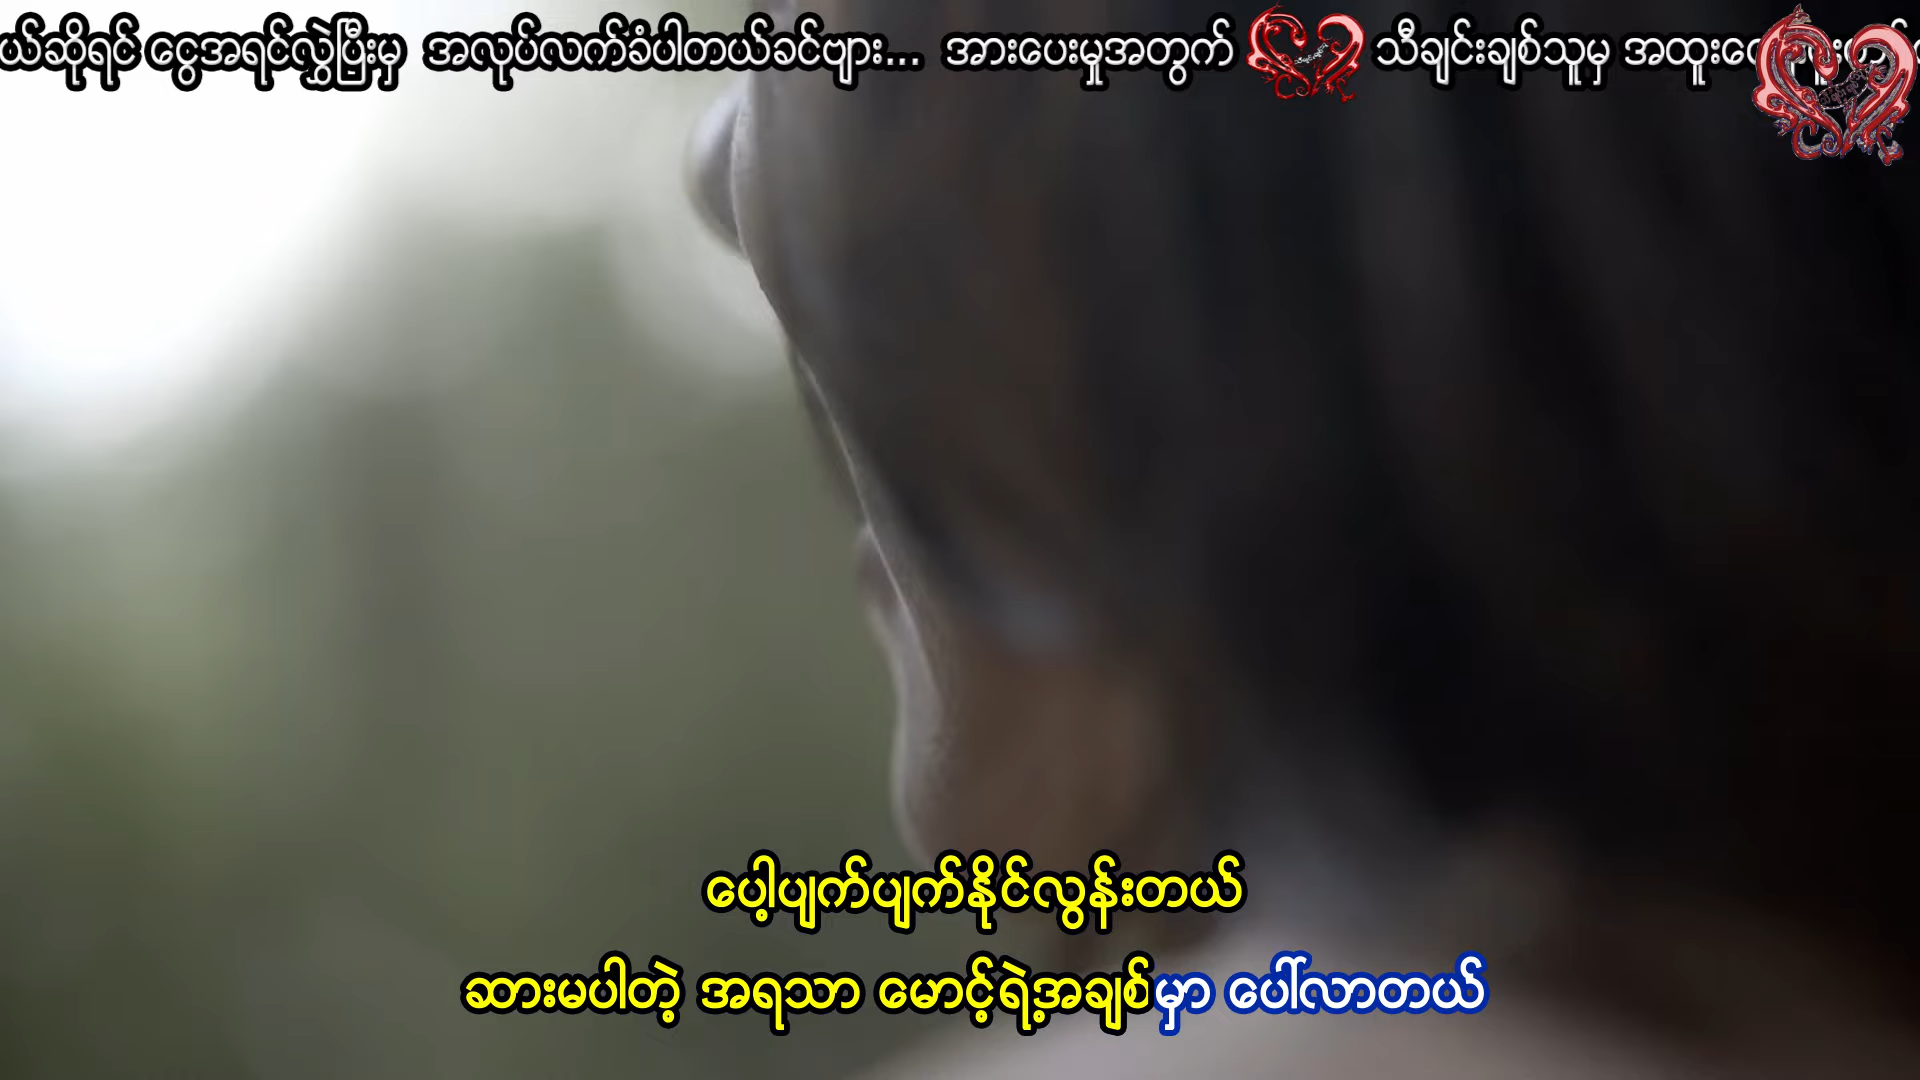 ယ်ဆိုရင် ငွေအရင်လွှဲပြီးမှ အလုပ်လက်ခံပါတယ်ခင်ဗျား... အားပေးမှုအတွက် သီချင်းချစ်သူမှ အထူး
ပေါ့ပျက်ပျက်နိုင်လွန်းတယ်
ဆားမပါတဲ့ အရသာ မောင့်ရဲ့အချစ်မှာ ပေါ်လာတယ်